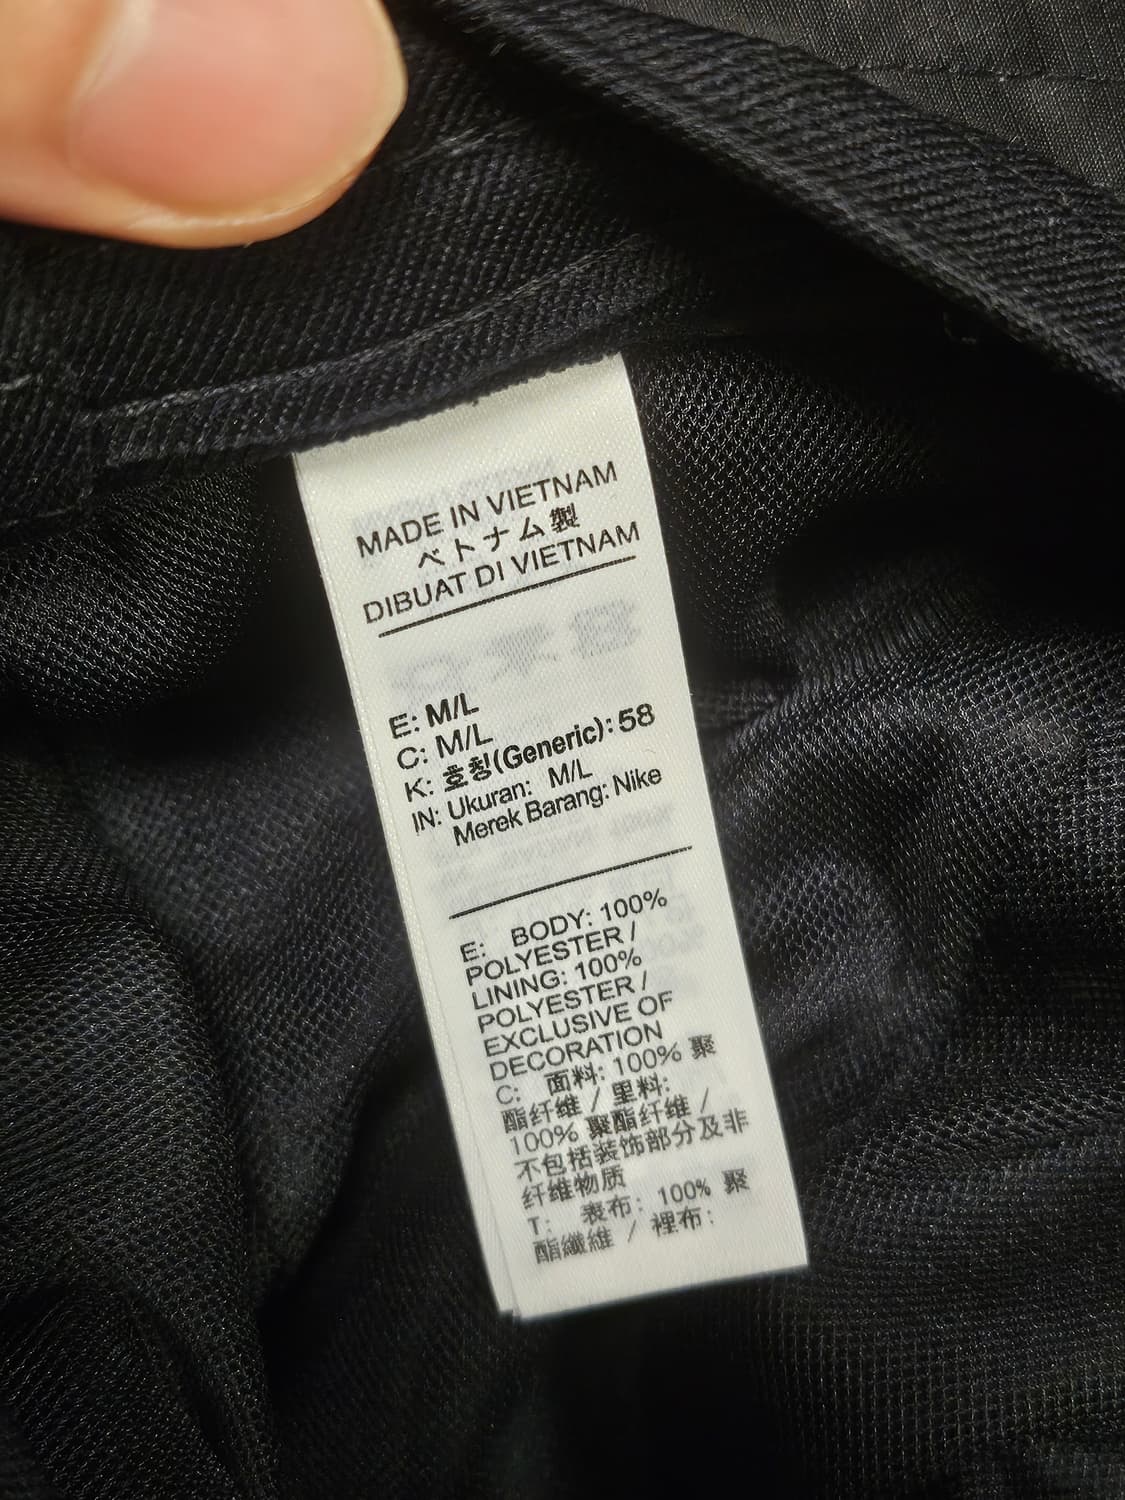 MADE IN VIETNAM
ベトナム製
DIBUAT DI VIETNAM
E: M/L
C: M/L
K: 호칭(Generic): 58
IN: Ukuran: M/L
Merek Barang: Nike
E: BODY: 100%
POLYESTER /
LINING: 100%
POLYESTER /
EXCLUSIVE OF
DECORATION
C: 面料: 100% 聚
酯纤维 / 里料:
100% 聚酯纤维 /
不包括装饰部分及非
纤维物质
T: 表布: 100% 聚
酯纖維 / 裡布: